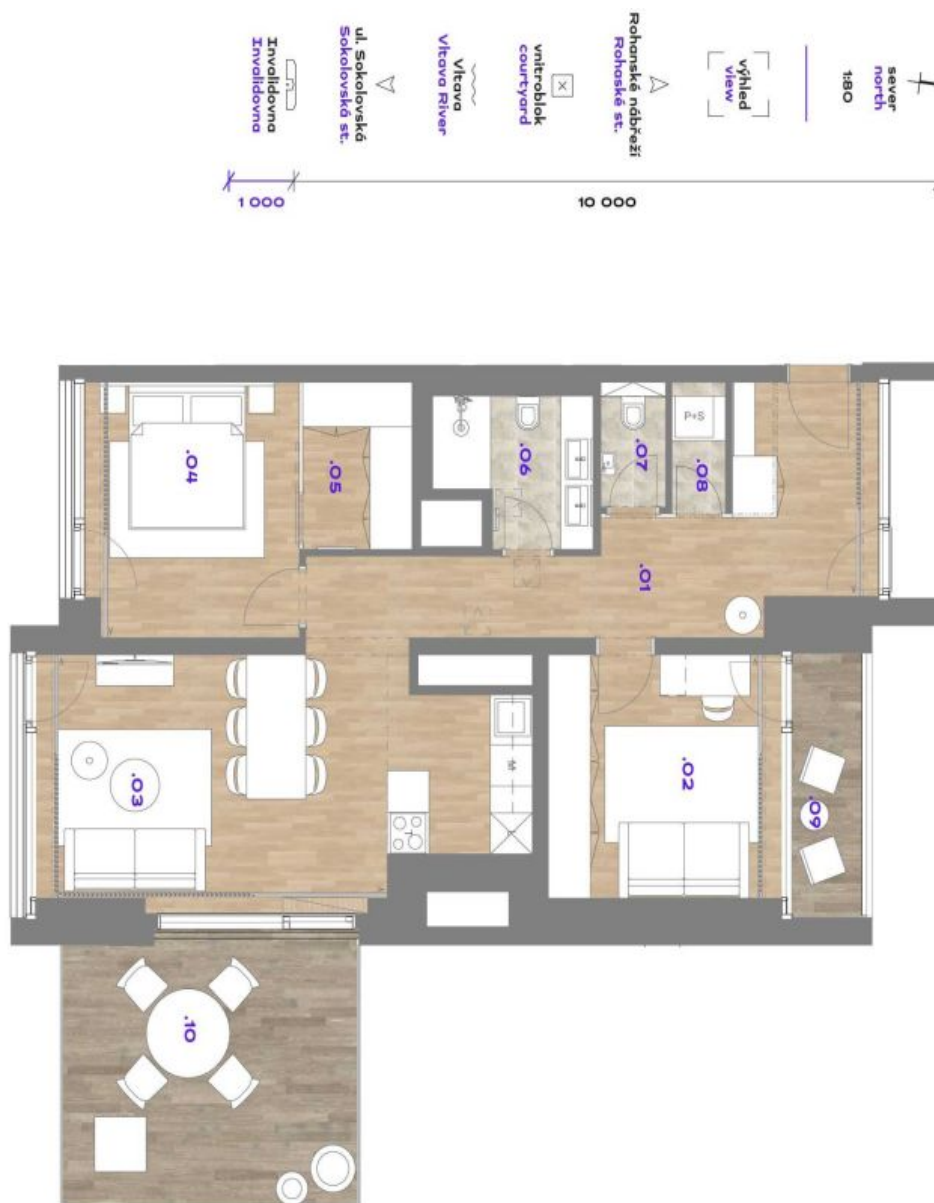 sever
north
1:80
výhled
view
Rohanské nábřeží
Rohaské st.
vnitroblok
courtyard
Vltava
Vltava River
ul. Sokolovská
Sokolovská st.
Invalidovna
Invalidovna
1 000
10 000
.04
.05
.06
.07
P+S
.08
.01
.03
M
T
.02
.09
.10